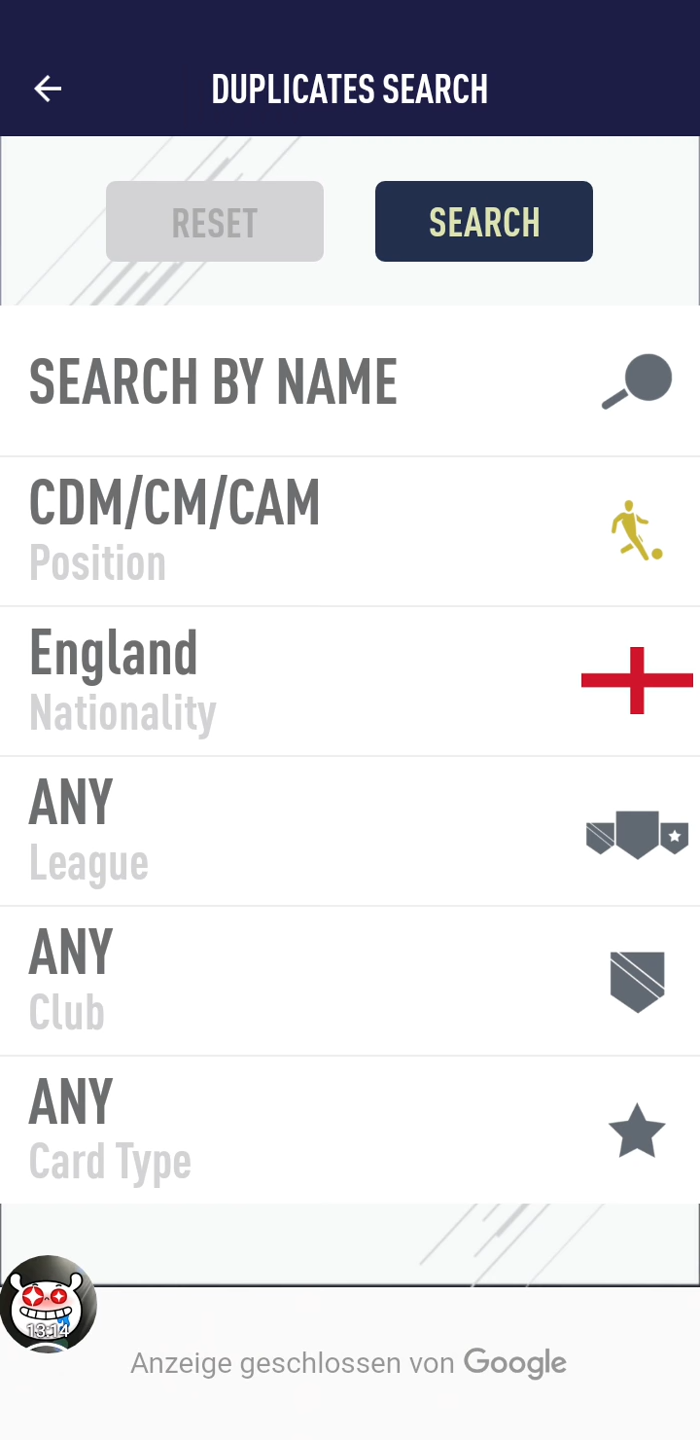 DUPLICATES SEARCH
RESET
SEARCH
SEARCH BY NAME
CDM/CM/CAM
Position
England
Nationality
ANY
League
ANY
Club
ANY
Card Type
13:14
Anzeige geschlossen von Google